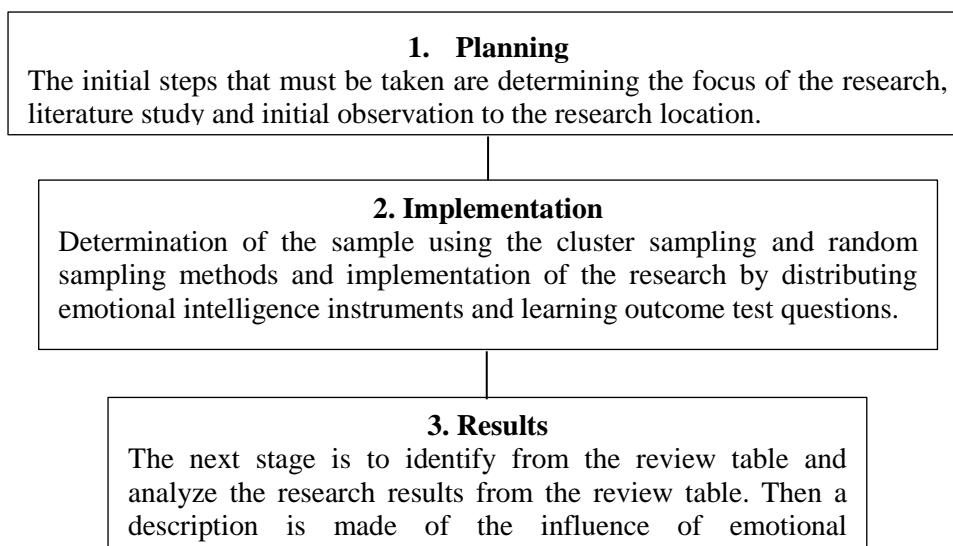 1. Planning
The initial steps that must be taken are determining the focus of the research,
literature study and initial observation to the research location.
2. Implementation
Determination of the sample using the cluster sampling and random
sampling methods and implementation of the research by distributing
emotional intelligence instruments and learning outcome test questions.
3. Results
The next stage is to identify from the review table and
analyze the research results from the review table. Then a
description is made of the influence of emotional